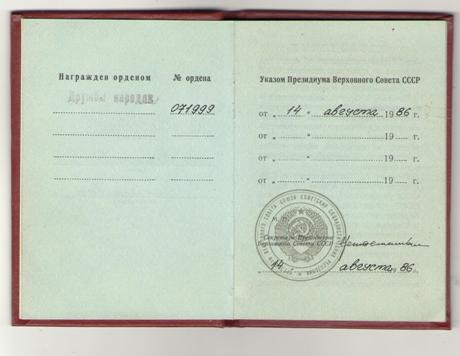 Награжден орденом № ордена
Дружбы народов
071999
Указом Президиума Верховного Совета СССР
от „ 14 “ августа 1986 г.
от „ “ 19 г.
от „ “ 19 г.
от „ “ 19 г.
М. П.
Секретарь Президиума
Верховного Совета СССР
„14“ августа 1986 г.